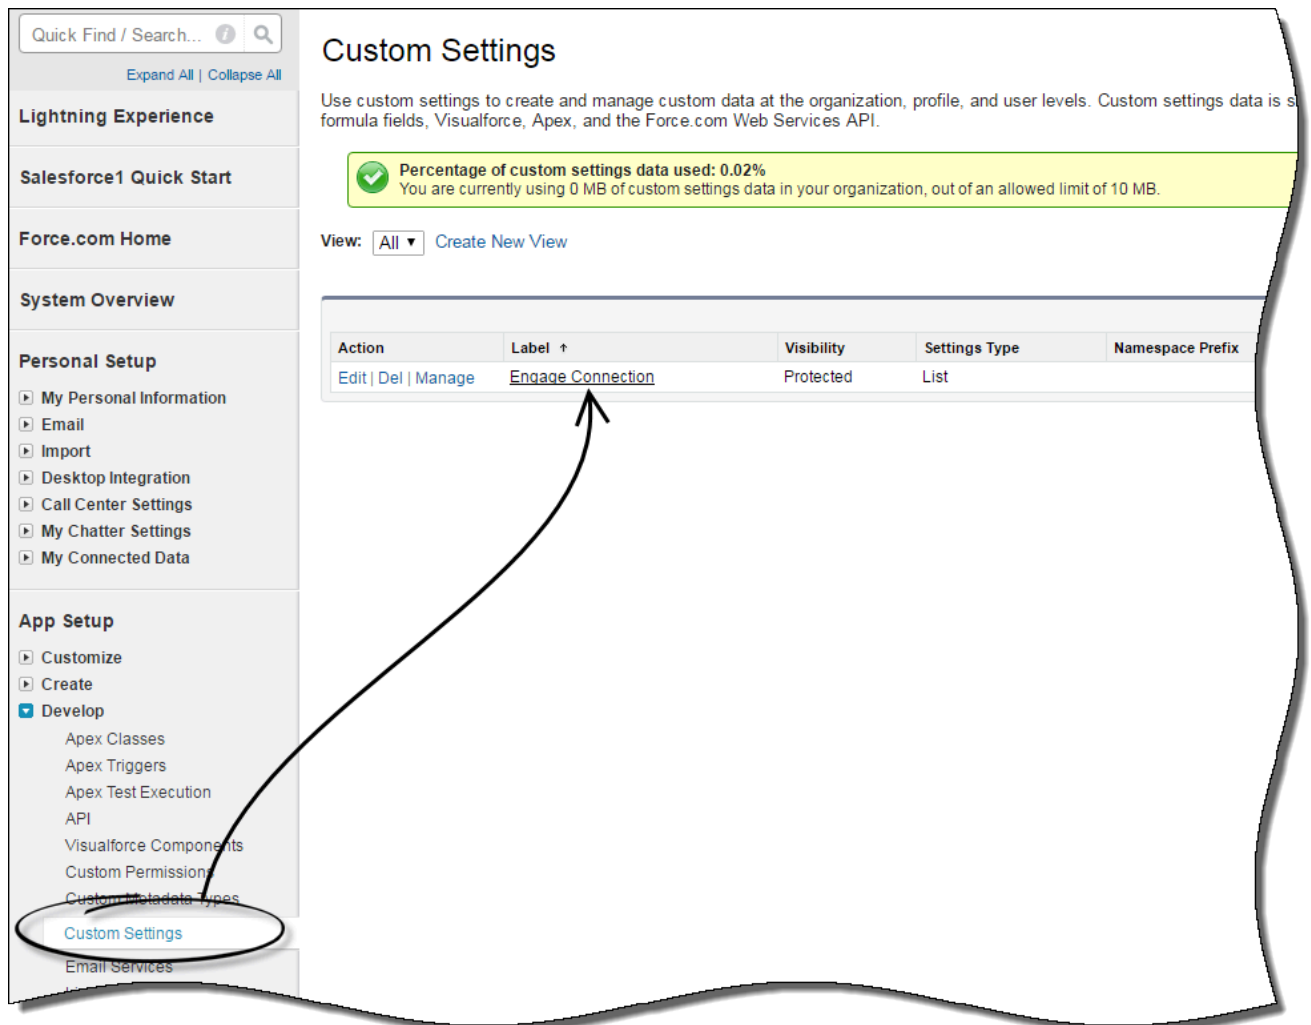 Quick Find / Search...
Expand All | Collapse All
Lightning Experience
Salesforce1 Quick Start
Force.com Home
System Overview
Personal Setup
My Personal Information
Email
Import
Desktop Integration
Call Center Settings
My Chatter Settings
My Connected Data
App Setup
Customize
Create
Develop
Apex Classes
Apex Triggers
Apex Test Execution
API
Visualforce Components
Custom Permissions
Custom Metadata Types
Custom Settings
Email Services
Custom Settings
Use custom settings to create and manage custom data at the organization, profile, and user levels. Custom settings data is s
formula fields, Visualforce, Apex, and the Force.com Web Services API.
Percentage of custom settings data used: 0.02%
You are currently using 0 MB of custom settings data in your organization, out of an allowed limit of 10 MB.
View: All ▼ Create New View
Action Label ↑ Visibility Settings Type Namespace Prefix
Edit | Del | Manage Engage Connection Protected List